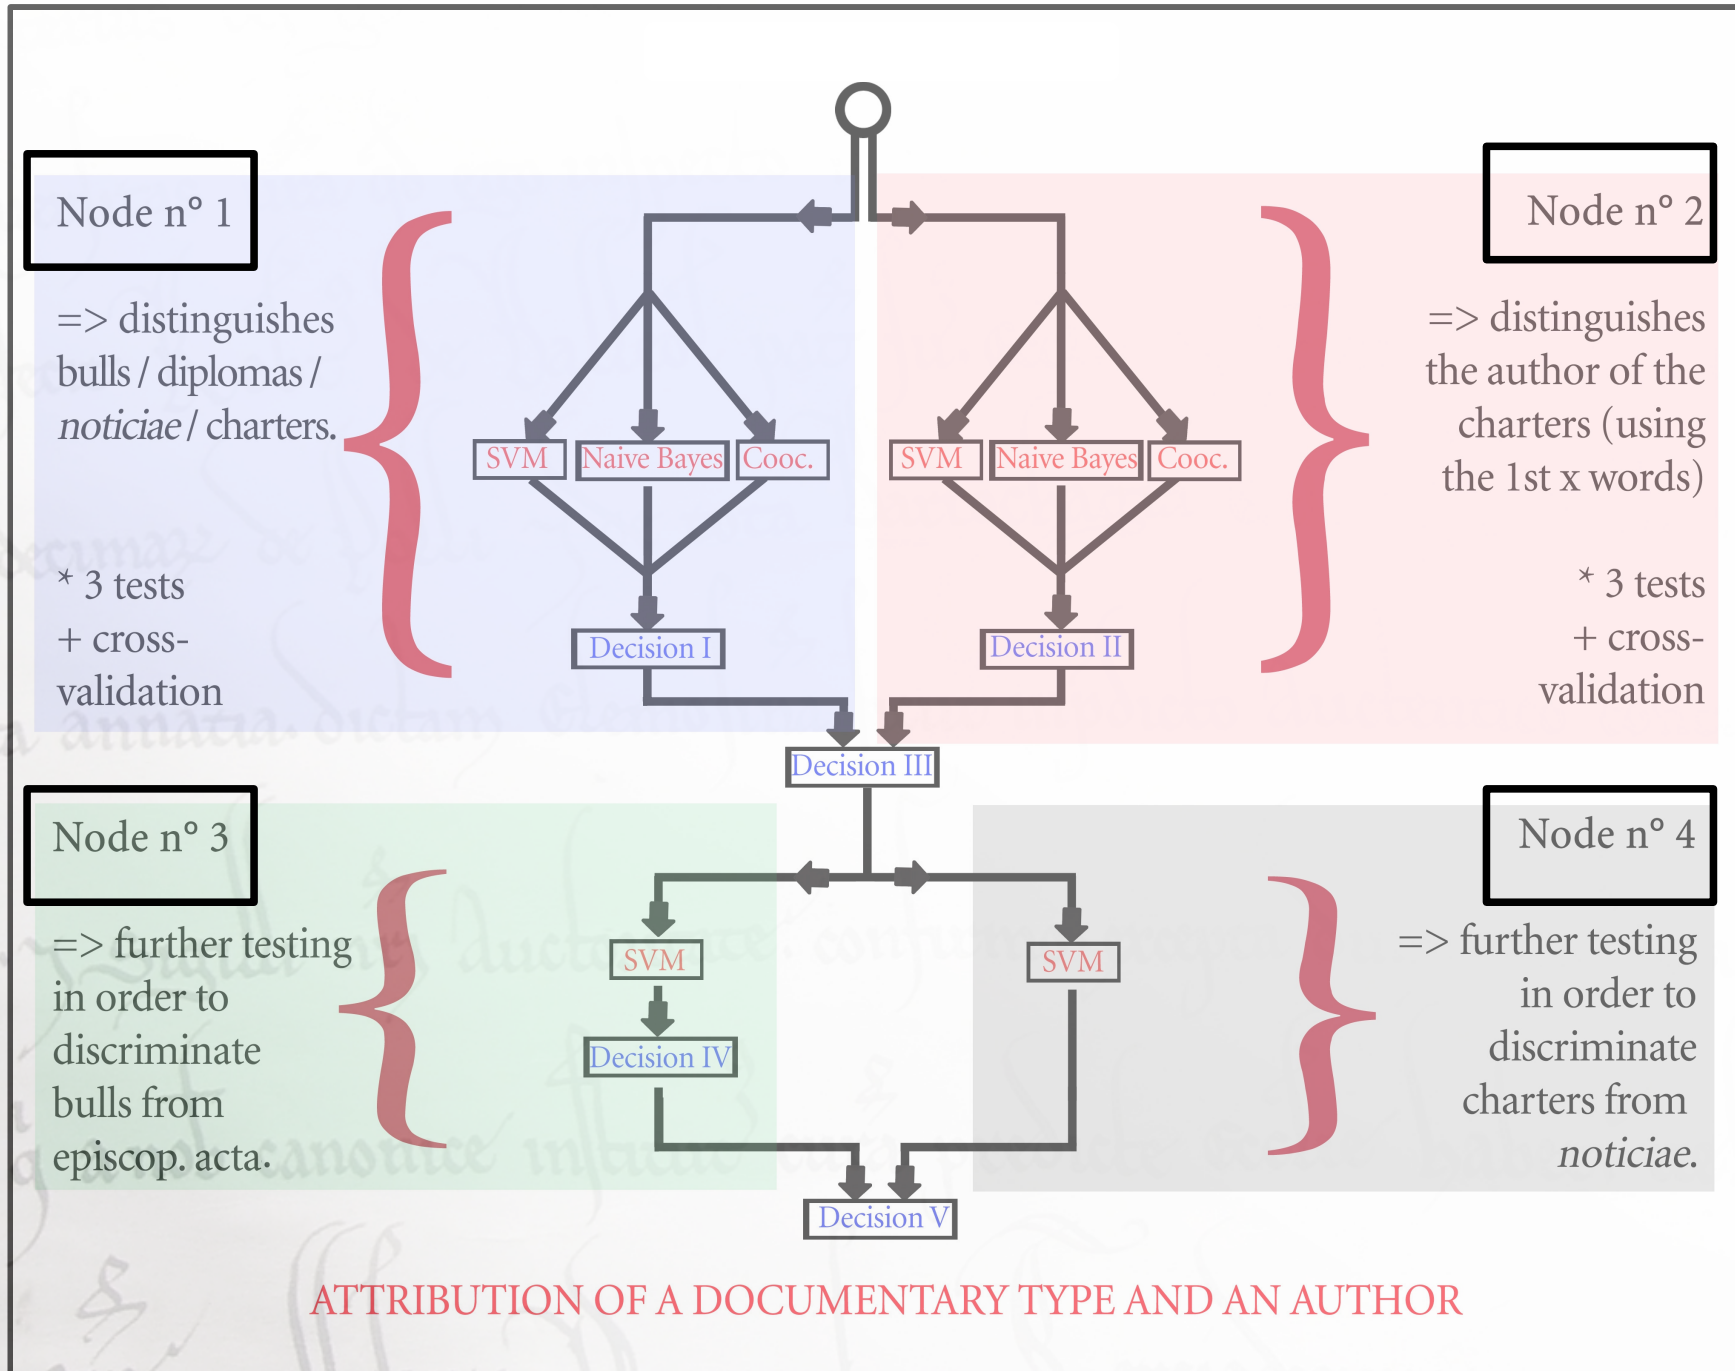 Node n° 1
=> distinguishes
bulls / diplomas /
noticiae / charters.
* 3 tests
+ cross-
validation
SVM
Naive Bayes
Cooc.
Decision I
Node n° 2
=> distinguishes
the author of the
charters (using
the 1st x words)
* 3 tests
+ cross-
validation
SVM
Naive Bayes
Cooc.
Decision II
Decision III
Node n° 3
=> further testing
in order to
discriminate
bulls from
episcop. acta.
SVM
Decision IV
Node n° 4
=> further testing
in order to
discriminate
charters from
noticiae.
SVM
Decision V
ATTRIBUTION OF A DOCUMENTARY TYPE AND AN AUTHOR